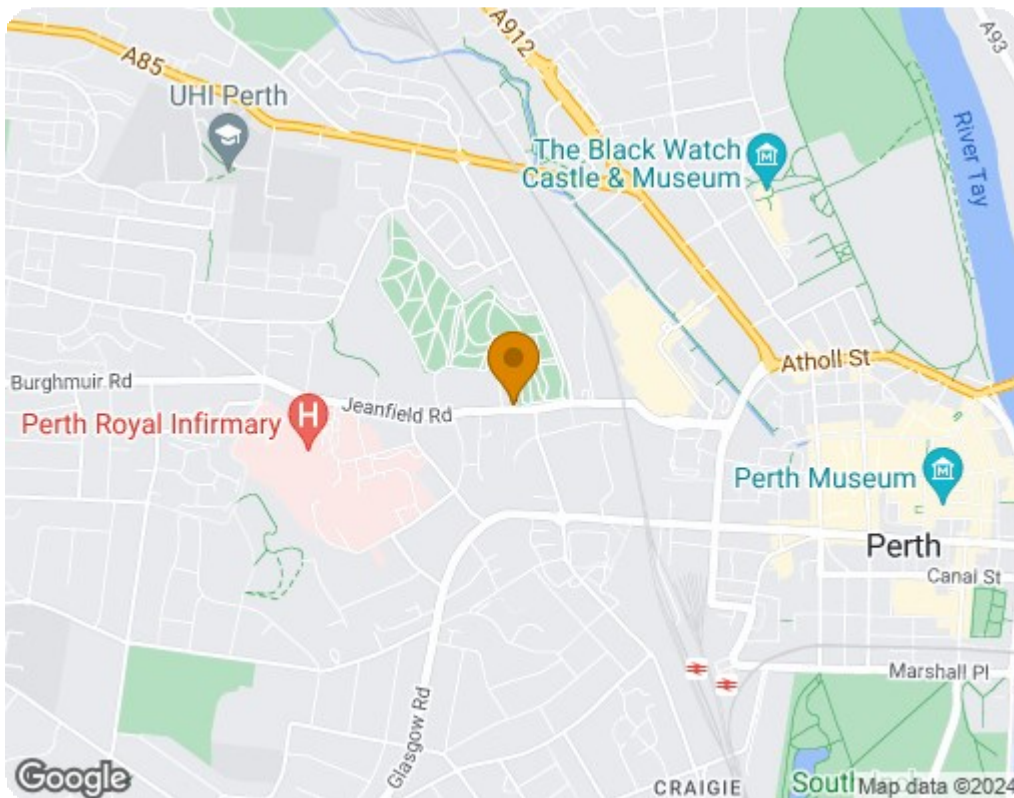 A912
A93
A85
UHI Perth
The Black Watch
Castle & Museum
River Tay
Atholl St
Burghmuir Rd
Jeanfield Rd
Perth Royal Infirmary
H
Perth Museum
Perth
Canal St
Marshall Pl
Glasgow Rd
CRAIGIE
Google
Map data ©2024